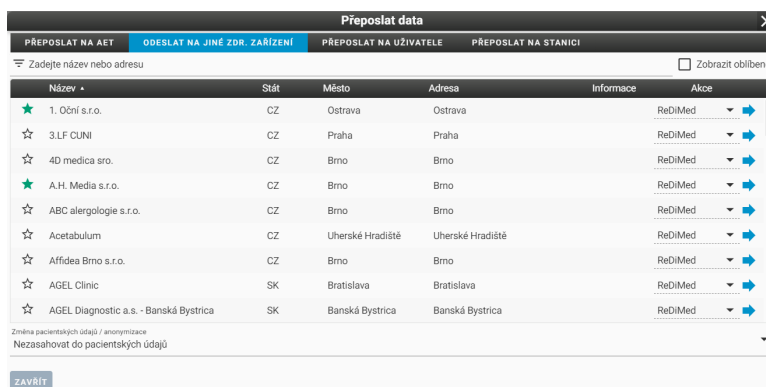 Přeposlat data
PŘEPOSLAT NA AET ODESLAT NA JINÉ ZDR. ZAŘÍZENÍ PŘEPOSLAT NA UŽIVATELE PŘEPOSLAT NA STANICI
Zadejte název nebo adresu Zobrazit oblíben
Název Stát Město Adresa Informace Akce
1. Oční s.r.o. CZ Ostrava Ostrava ReDiMed
3.LF CUNI CZ Praha Praha ReDiMed
4D medica sro. CZ Brno Brno ReDiMed
A.H. Media s.r.o. CZ Brno Brno ReDiMed
ABC alergologie s.r.o. CZ Brno Brno ReDiMed
Acetabulum CZ Uherské Hradiště Uherské Hradiště ReDiMed
Affidea Brno s.r.o. CZ Brno Brno ReDiMed
AGEL Clinic SK Bratislava Bratislava ReDiMed
AGEL Diagnostic a.s. - Banská Bystrica SK Banská Bystrica Banská Bystrica ReDiMed
Změna pacientských údajů / anonymizace
Nezasahovat do pacientských údajů
ZAVŘÍT